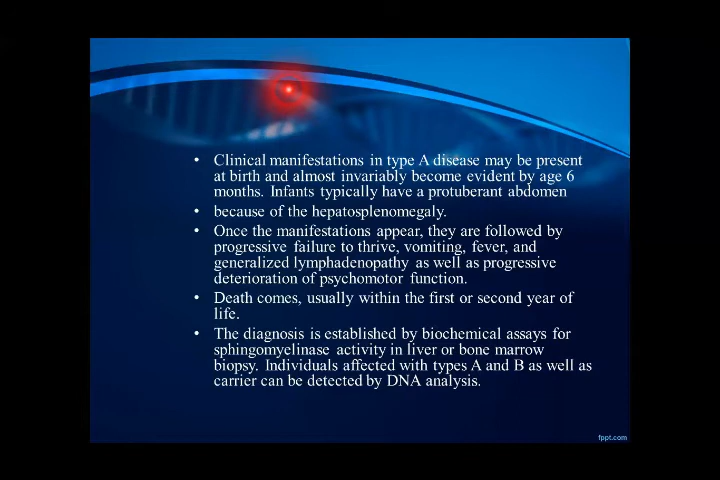 • Clinical manifestations in type A disease may be present
at birth and almost invariably become evident by age 6
months. Infants typically have a protuberant abdomen
• because of the hepatosplenomegaly.
• Once the manifestations appear, they are followed by
progressive failure to thrive, vomiting, fever, and
generalized lymphadenopathy as well as progressive
deterioration of psychomotor function.
• Death comes, usually within the first or second year of
life.
• The diagnosis is established by biochemical assays for
sphingomyelinase activity in liver or bone marrow
biopsy. Individuals affected with types A and B as well as
carrier can be detected by DNA analysis.
fppt.com